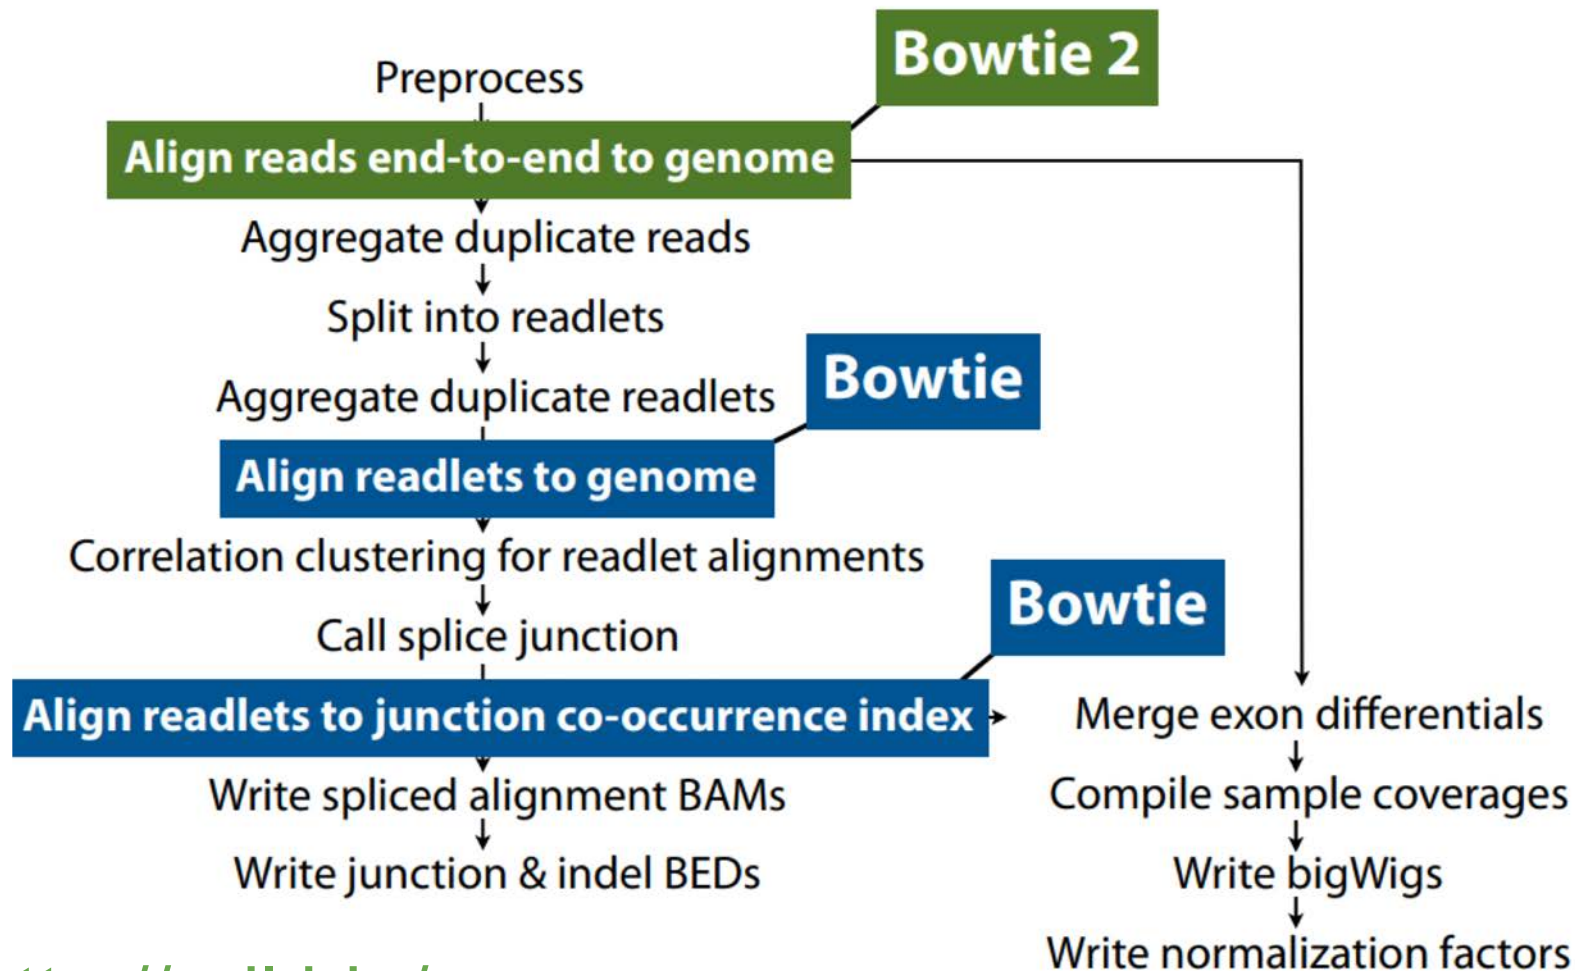 Bowtie 2
Preprocess
Align reads end-to-end to genome
Aggregate duplicate reads
Split into readlets
Bowtie
Aggregate duplicate readlets
Align readlets to genome
Correlation clustering for readlet alignments
Bowtie
Call splice junction
Align readlets to junction co-occurrence index
Write spliced alignment BAMs
Write junction & indel BEDs
Merge exon differentials
Compile sample coverages
Write bigWigs
Write normalization factors